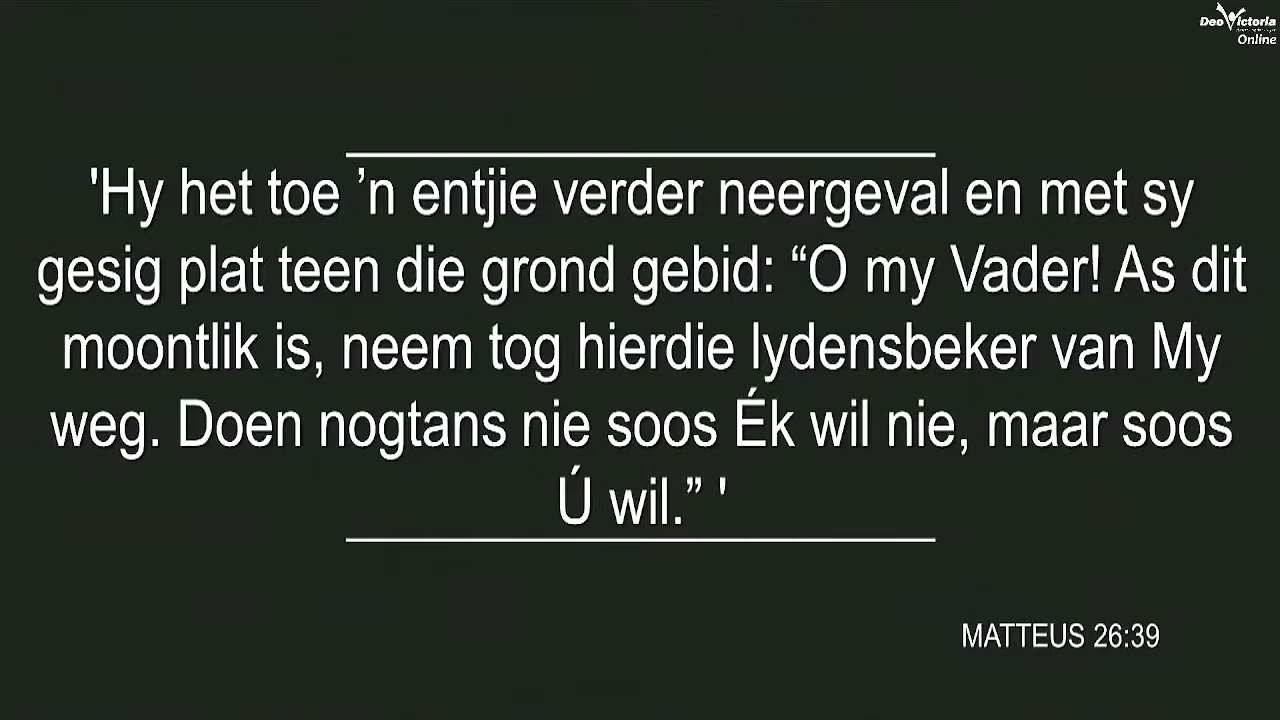 Deo Victoria
Online
'Hy het toe ’n entjie verder neergeval en met sy
gesig plat teen die grond gebid: “O my Vader! As dit
moontlik is, neem tog hierdie lydensbeker van My
weg. Doen nogtans nie soos Ék wil nie, maar soos
Ú wil.” '
MATTEUS 26:39